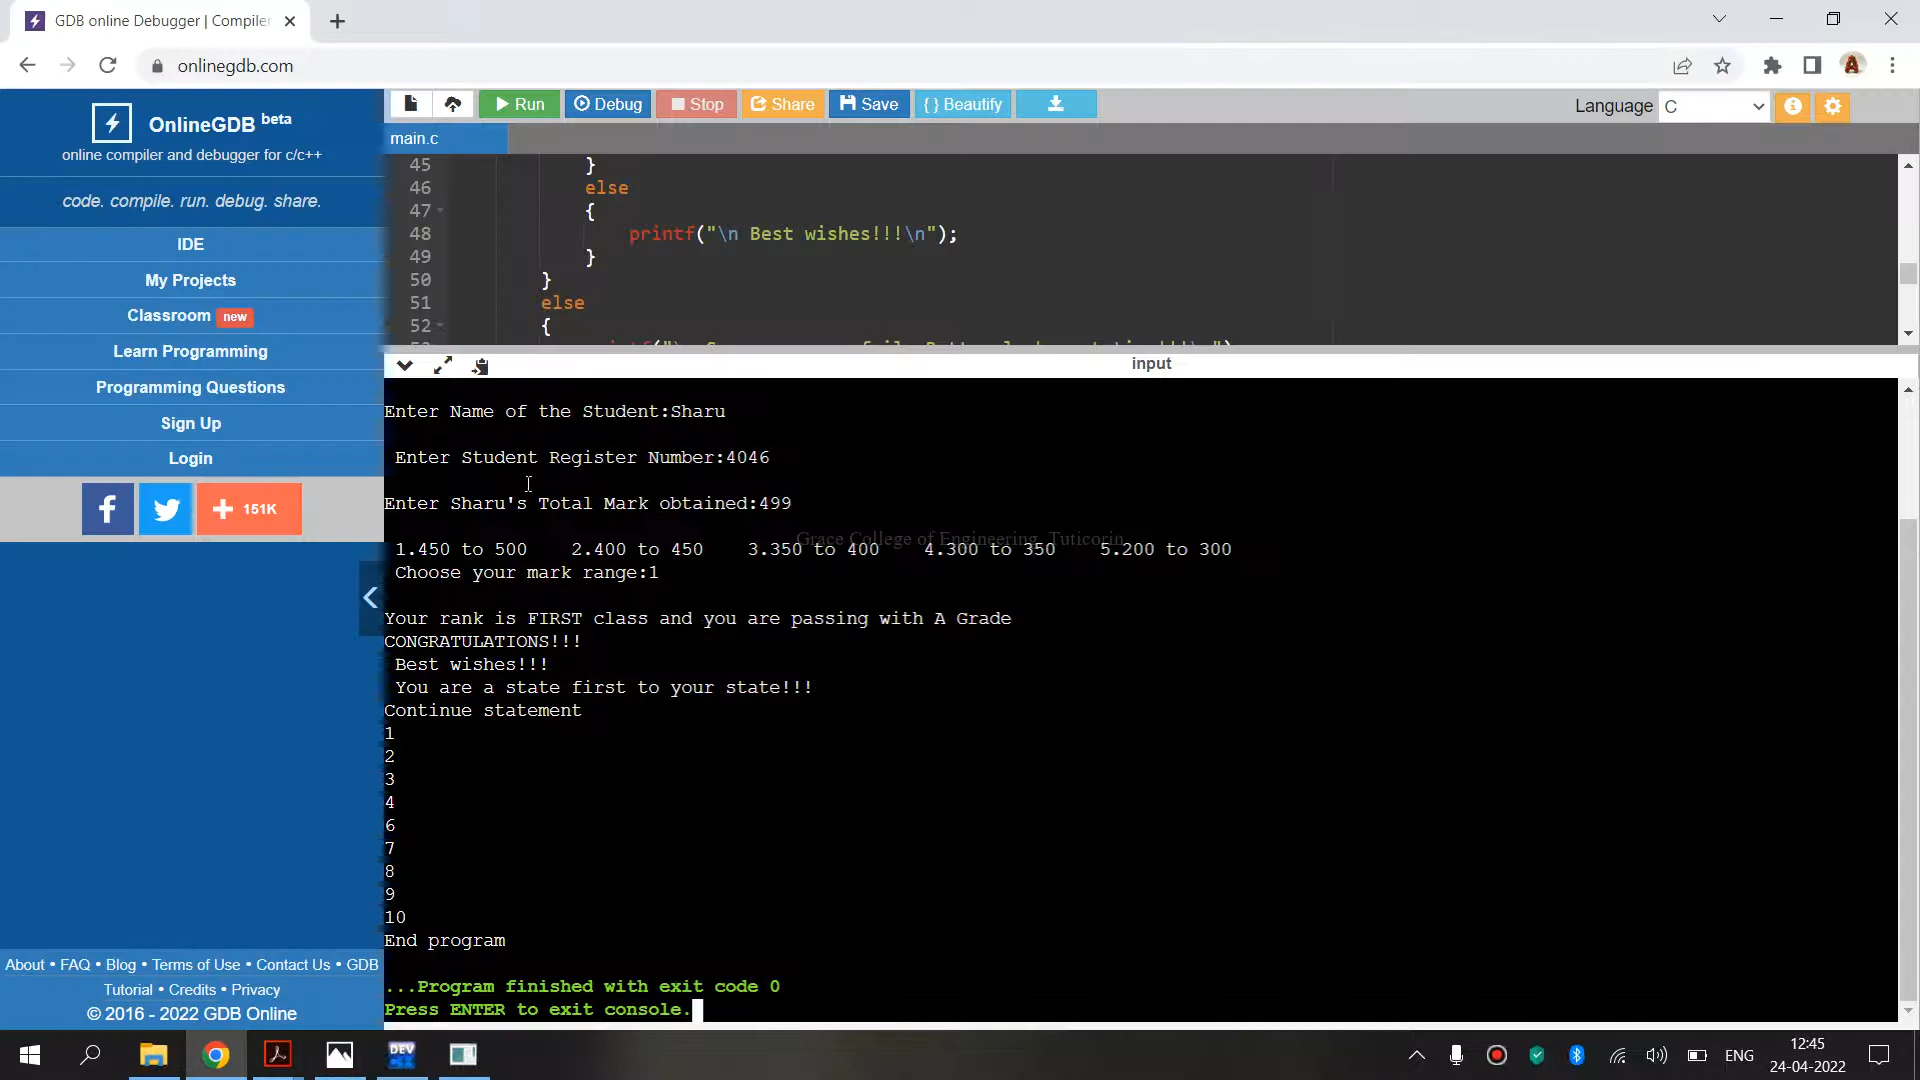 GDB online Debugger | Compiler
onlinegdb.com
OnlineGDB beta
online compiler and debugger for c/c++
code. compile. run. debug. share.
IDE
My Projects
Classroom new
Learn Programming
Programming Questions
Sign Up
Login
151K
About • FAQ • Blog • Terms of Use • Contact Us • GDB
Tutorial • Credits • Privacy
© 2016 - 2022 GDB Online
Run Debug Stop Share Save {} Beautify
Language C
main.c
45 }
46 else
47 {
48 printf("\n Best wishes!!!\n");
49 }
50 }
51 else
52 {
input
Enter Name of the Student:Sharu
Enter Student Register Number:4046
Enter Sharu's Total Mark obtained:499
Grace College of Engineering, Tuticorin
1.450 to 500 2.400 to 450 3.350 to 400 4.300 to 350 5.200 to 300
Choose your mark range:1
Your rank is FIRST class and you are passing with A Grade
CONGRATULATIONS!!!
Best wishes!!!
You are a state first to your state!!!
Continue statement
1
2
3
4
6
7
8
9
10
End program
...Program finished with exit code 0
Press ENTER to exit console.
DEV
ENG
12:45
24-04-2022